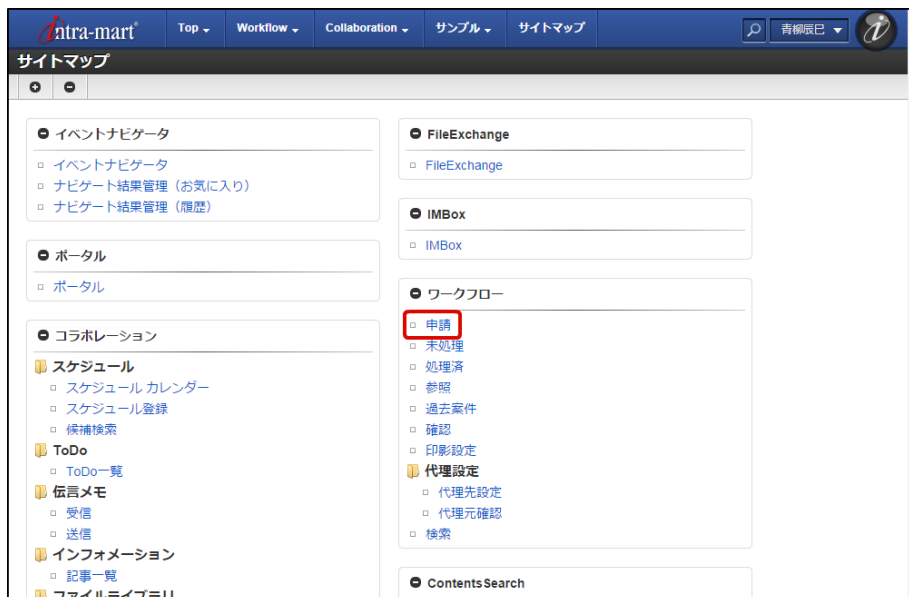 intra-mart
Top
Workflow
Collaboration
サンプル
サイトマップ
青柳辰巳
サイトマップ
イベントナビゲータ
イベントナビゲータ
ナビゲート結果管理（お気に入り）
ナビゲート結果管理（履歴）
ポータル
ポータル
コラボレーション
スケジュール
スケジュール カレンダー
スケジュール登録
候補検索
ToDo
ToDo一覧
伝言メモ
受信
送信
インフォメーション
記事一覧
ファイルライブラリ
FileExchange
FileExchange
IMBox
IMBox
ワークフロー
申請
未処理
処理済
参照
過去案件
確認
印影設定
代理設定
代理先設定
代理元確認
検索
ContentsSearch